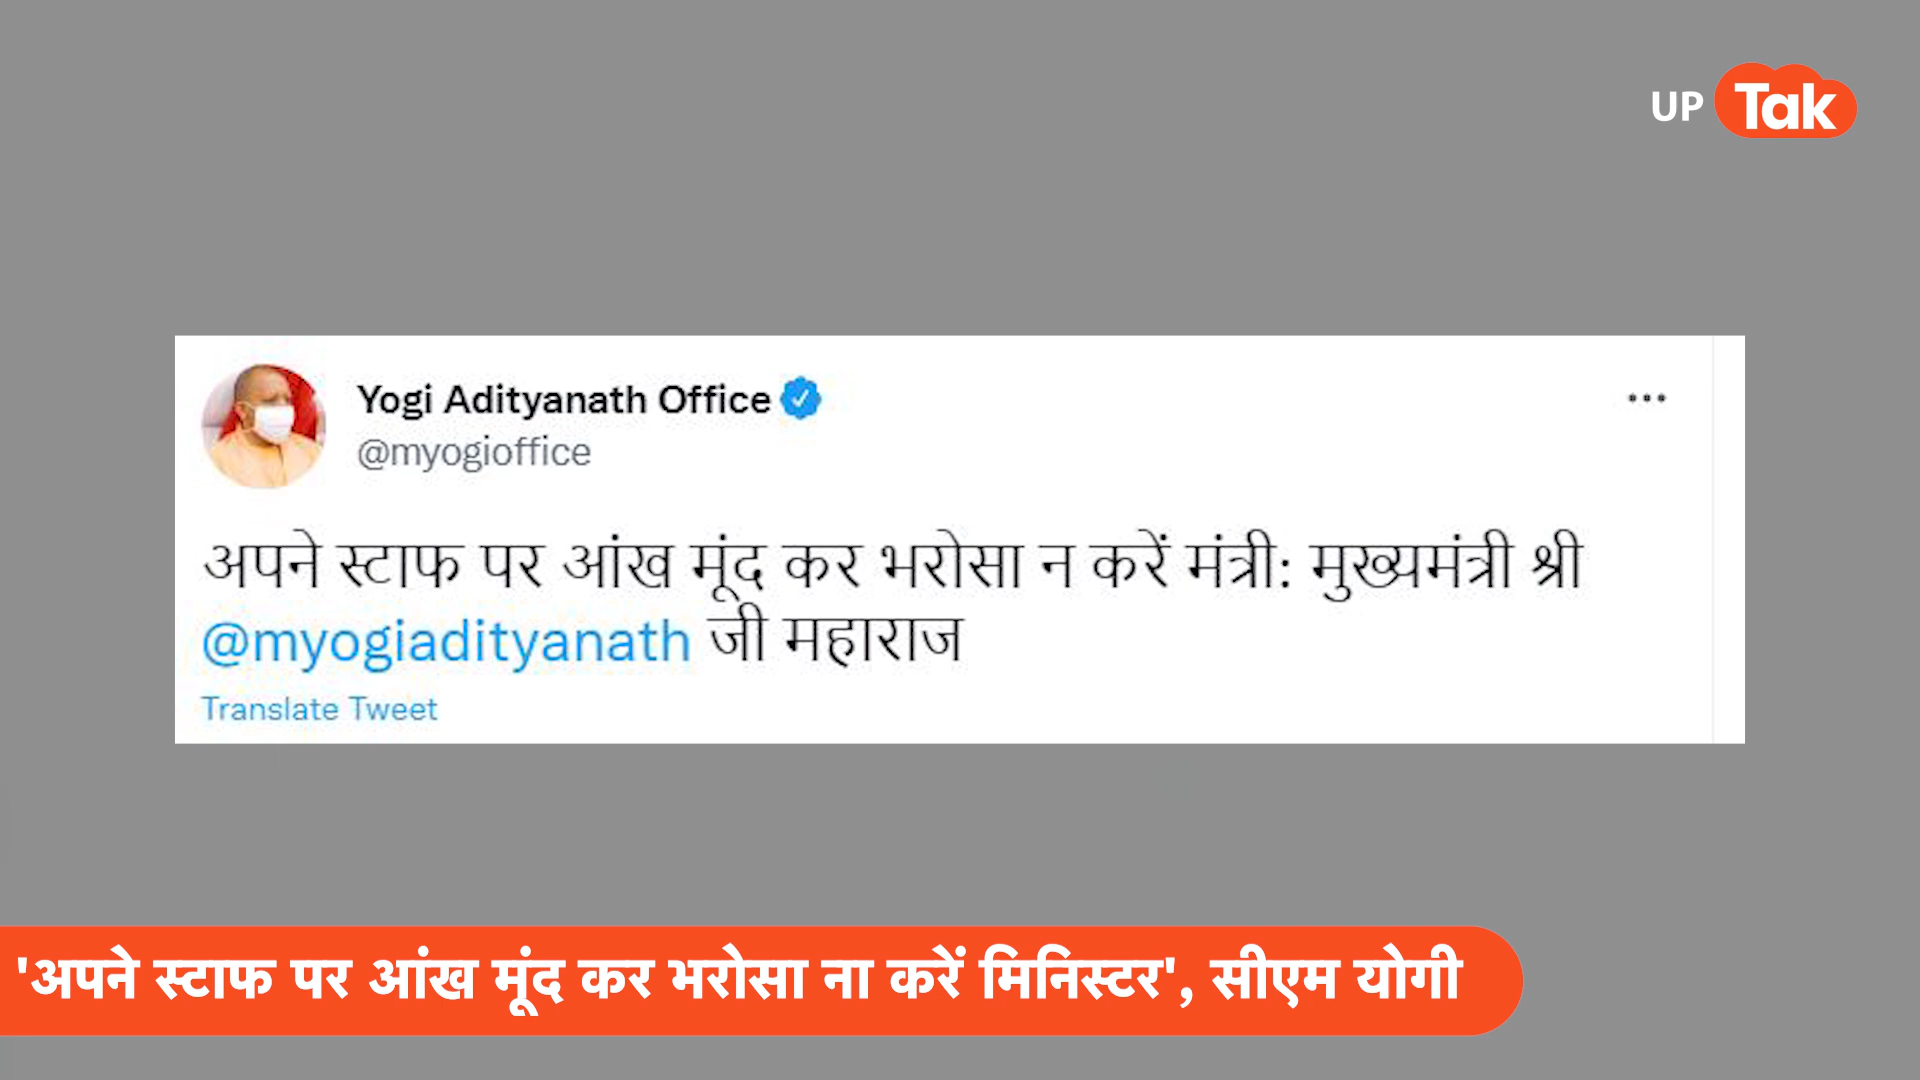 UP Tak
Yogi Adityanath Office
@myogioffice
अपने स्टाफ पर आंख मूंद कर भरोसा न करें मंत्री: मुख्यमंत्री श्री
@myogiadityanath जी महाराज
Translate Tweet
'अपने स्टाफ पर आंख मूंद कर भरोसा ना करें मिनिस्टर', सीएम योगी